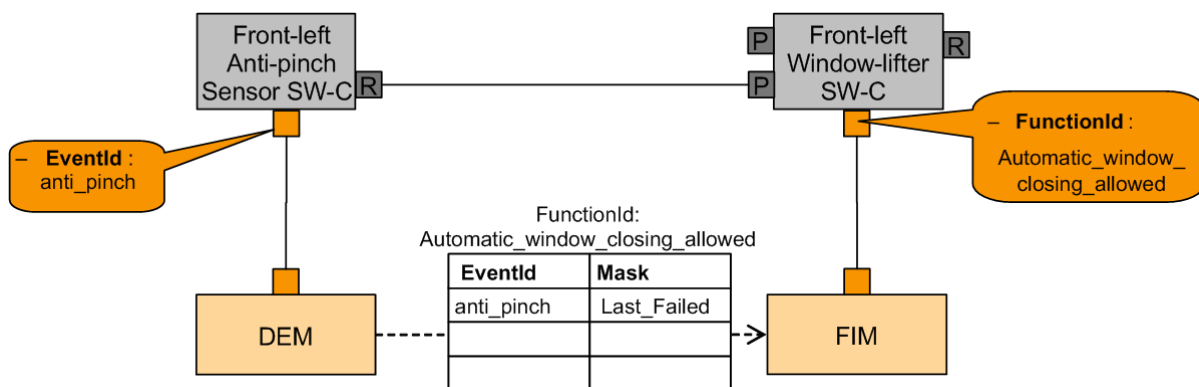 Front-left
Anti-pinch
Sensor SW-C
R
P
P
Front-left
Window-lifter
SW-C
R
– EventId :
anti_pinch
– FunctionId :
Automatic_window_
closing_allowed
FunctionId:
Automatic_window_closing_allowed
EventId Mask
anti_pinch Last_Failed
DEM
FIM